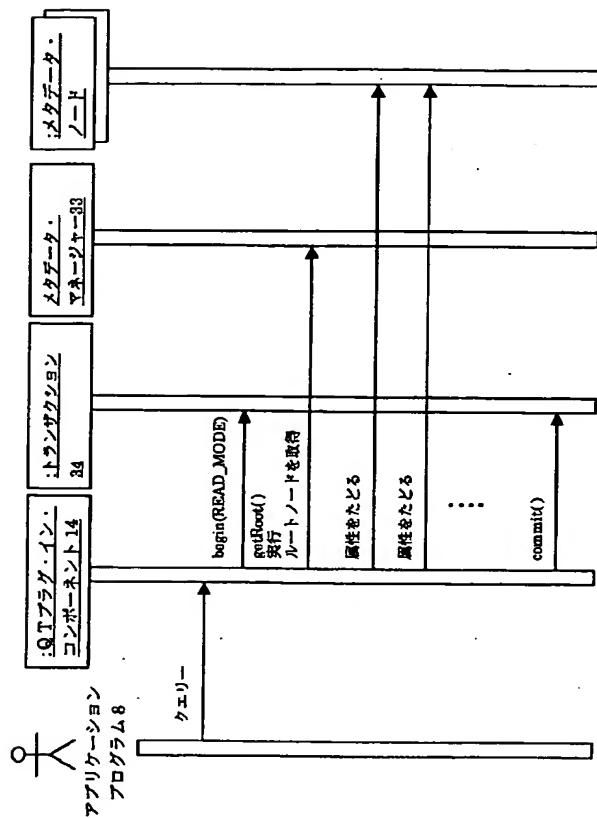 アプリケーション
プログラム8
:QTプラグ・イン・
コンポーネント14
:トランザクション
34
メタデータ・
マネージャー33
:メタデータ・
ノード
クエリー
begin(READ_MODE)
getRoot()
実行
ルートノードを取得
属性をたどる
属性をたどる
....
commit()